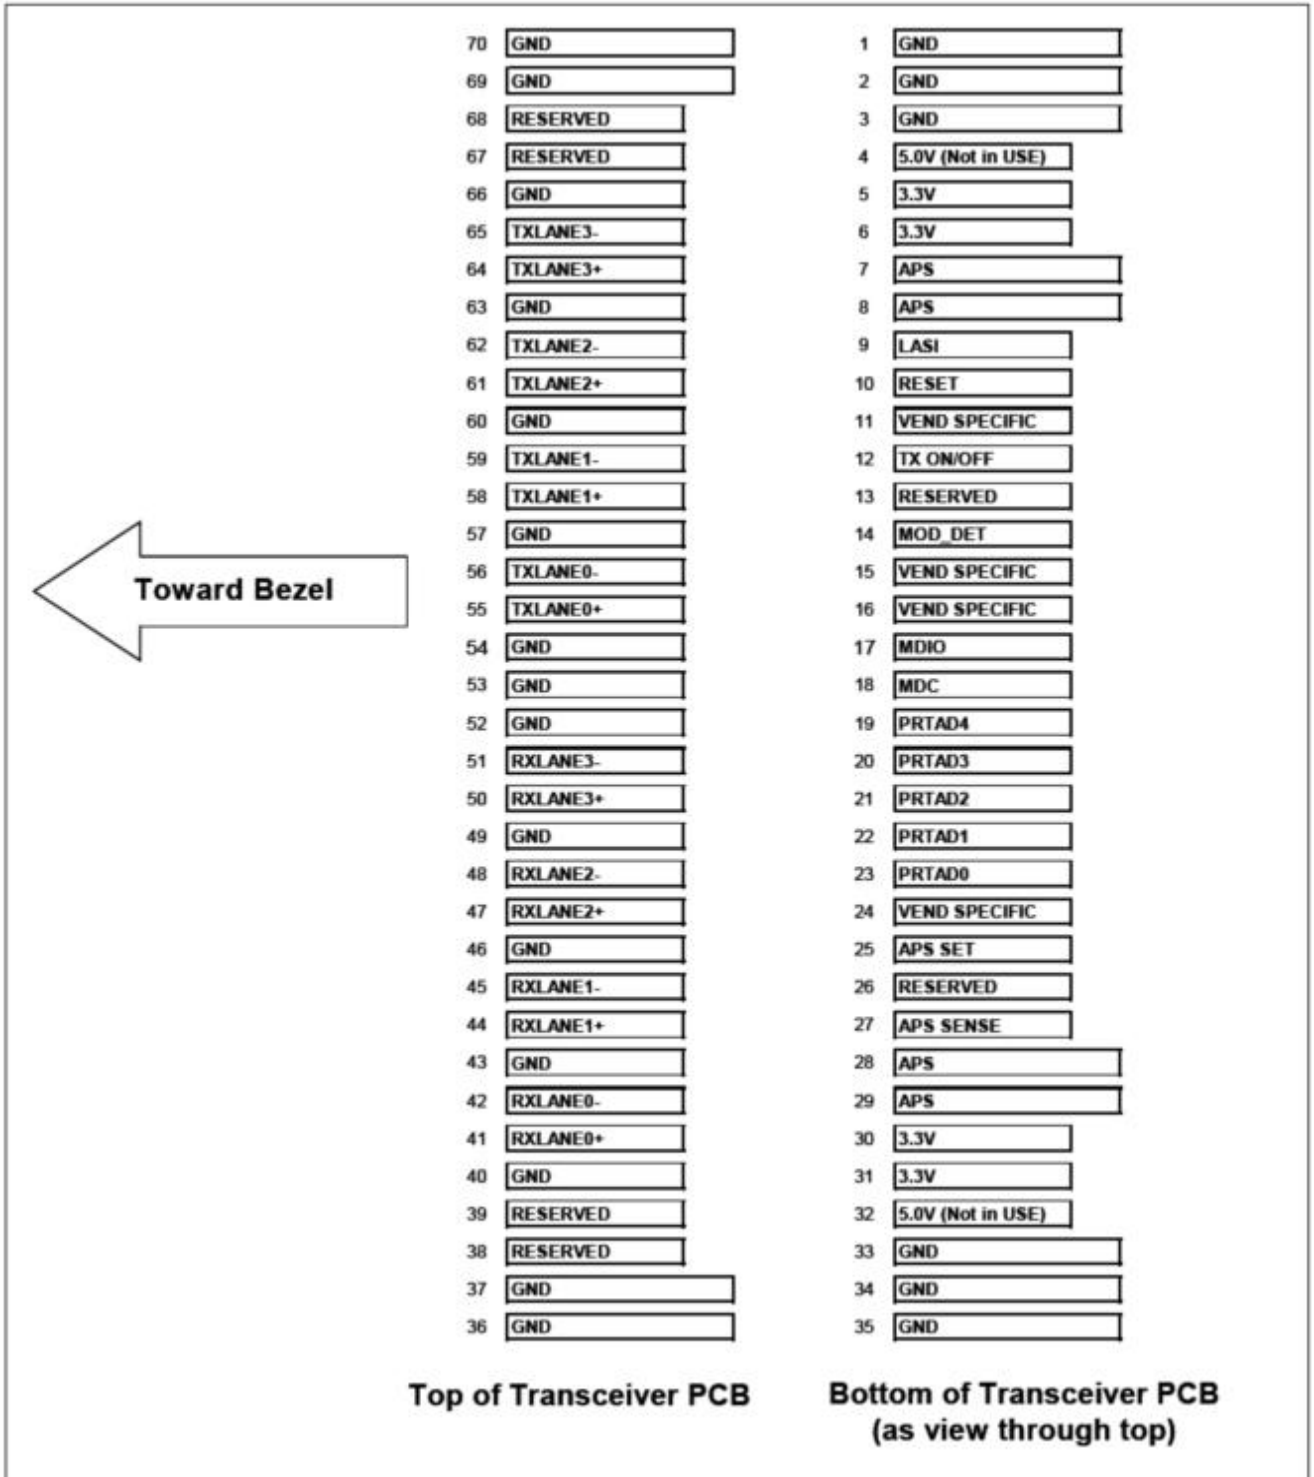 70 GND 1 GND
69 GND 2 GND
68 RESERVED 3 GND
67 RESERVED 4 5.0V (Not in USE)
66 GND 5 3.3V
65 TXLANE3- 6 3.3V
64 TXLANE3+ 7 APS
63 GND 8 APS
62 TXLANE2- 9 LASI
61 TXLANE2+ 10 RESET
60 GND 11 VEND SPECIFIC
59 TXLANE1- 12 TX ON/OFF
58 TXLANE1+ 13 RESERVED
57 GND 14 MOD_DET
56 TXLANE0- 15 VEND SPECIFIC
Toward Bezel
55 TXLANE0+ 16 VEND SPECIFIC
54 GND 17 MDIO
53 GND 18 MDC
52 GND 19 PRTAD4
51 RXLANE3- 20 PRTAD3
50 RXLANE3+ 21 PRTAD2
49 GND 22 PRTAD1
48 RXLANE2- 23 PRTAD0
47 RXLANE2+ 24 VEND SPECIFIC
46 GND 25 APS SET
45 RXLANE1- 26 RESERVED
44 RXLANE1+ 27 APS SENSE
43 GND 28 APS
42 RXLANE0- 29 APS
41 RXLANE0+ 30 3.3V
40 GND 31 3.3V
39 RESERVED 32 5.0V (Not in USE)
38 RESERVED 33 GND
37 GND 34 GND
36 GND 35 GND
Top of Transceiver PCB Bottom of Transceiver PCB
(as view through top)